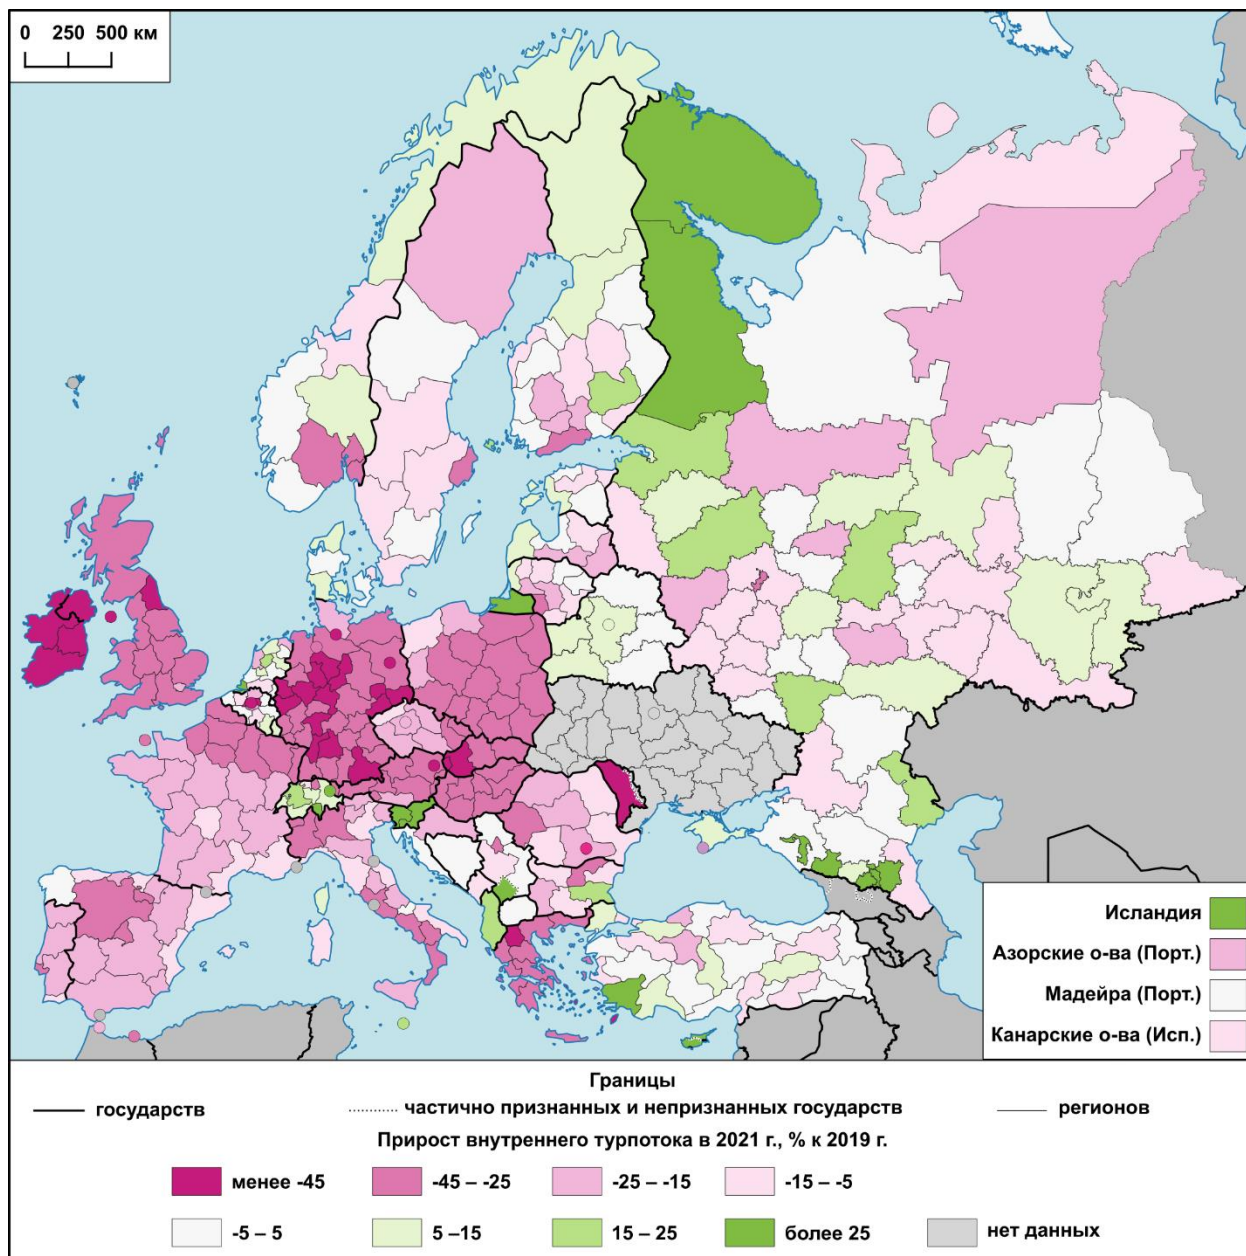 0 250 500 км
Исландия
Азорские о-ва (Порт.)
Мадейра (Порт.)
Канарские о-ва (Исп.)
Границы
государств частично признанных и непризнанных государств регионов
Прирост внутреннего турпотока в 2021 г., % к 2019 г.
менее -45 -45 – -25 -25 – -15 -15 – -5
-5 – 5 5 –15 15 – 25 более 25 нет данных